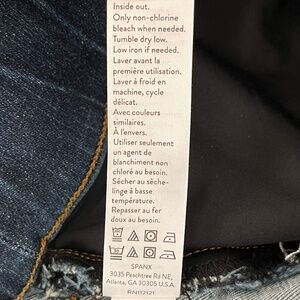 Inside out.
Only non-chlorine
bleach when needed.
Tumble dry low.
Low iron if needed.
Laver avant la
première utilisation.
Laver à froid en
machine, cycle
délicat.
Avec couleurs
similaires.
À l'envers.
Utiliser seulement
un agent de
blanchiment non
chloré au besoin.
Sécher au sèche-
linge à basse
température.
Repasser au fer
doux au besoin.
SPANX
3035 Peachtree Rd NE,
Atlanta, GA 30305 U.S.A.
RN112121